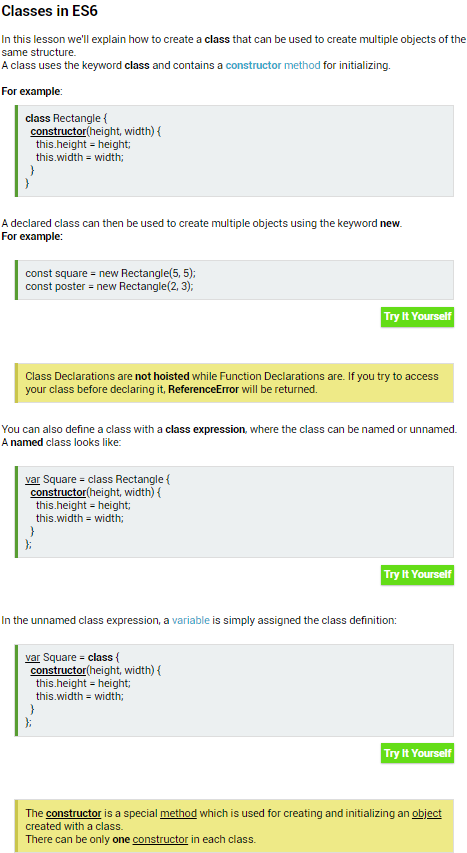 Classes in ES6
In this lesson we'll explain how to create a class that can be used to create multiple objects of the
same structure.
A class uses the keyword class and contains a constructor method for initializing.
For example:
class Rectangle {
constructor(height, width) {
this.height = height;
this.width = width;
}
}
A declared class can then be used to create multiple objects using the keyword new.
For example:
const square = new Rectangle(5, 5);
const poster = new Rectangle(2, 3);
Try It Yourself
Class Declarations are not hoisted while Function Declarations are. If you try to access
your class before declaring it, ReferenceError will be returned.
You can also define a class with a class expression, where the class can be named or unnamed.
A named class looks like:
var Square = class Rectangle {
constructor(height, width) {
this.height = height;
this.width = width;
}
};
Try It Yourself
In the unnamed class expression, a variable is simply assigned the class definition:
var Square = class {
constructor(height, width) {
this.height = height;
this.width = width;
}
};
Try It Yourself
The constructor is a special method which is used for creating and initializing an object
created with a class.
There can be only one constructor in each class.